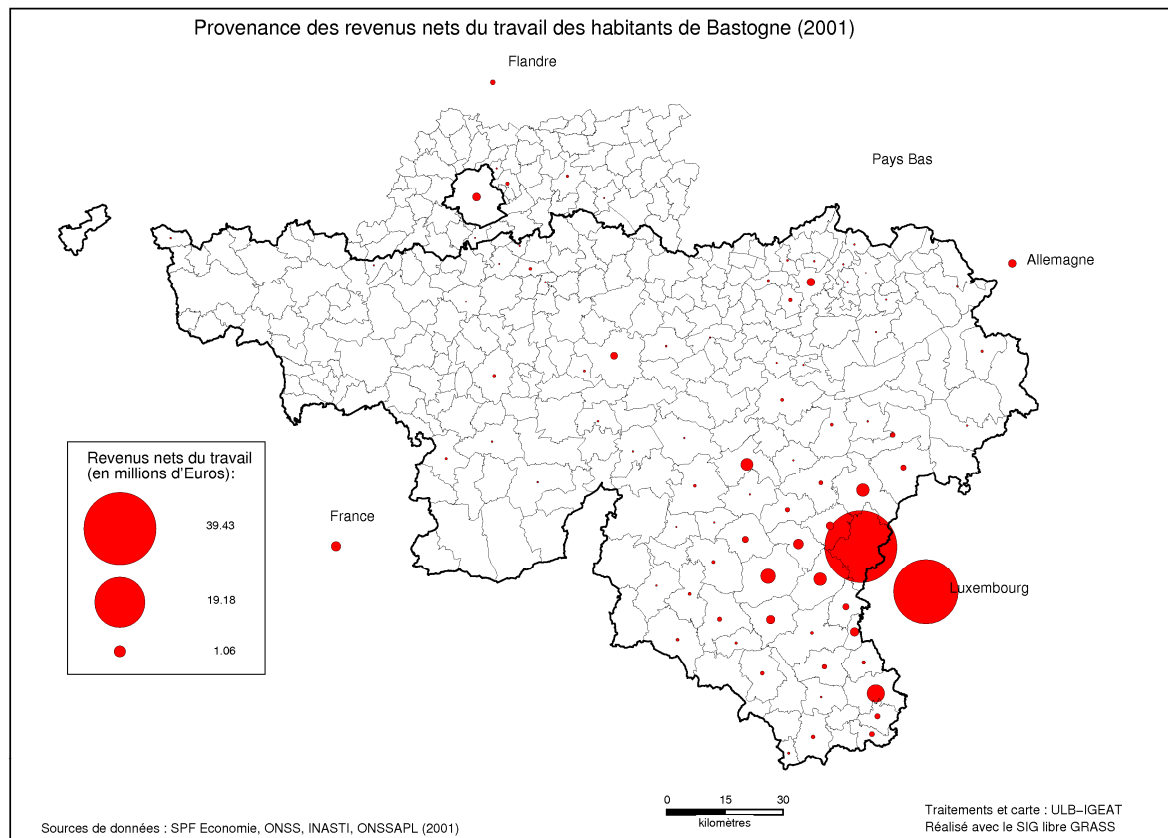 Provenance des revenus nets du travail des habitants de Bastogne (2001)
Flandre
Pays Bas
Allemagne
Revenus nets du travail
(en millions d'Euros):
39.43
19.18
1.06
France
Luxembourg
0 15 30
kilomètres
Sources de données : SPF Economie, ONSS, INASTI, ONSSAPL (2001)
Traitements et carte : ULB−IGEAT
Réalisé avec le SIG libre GRASS